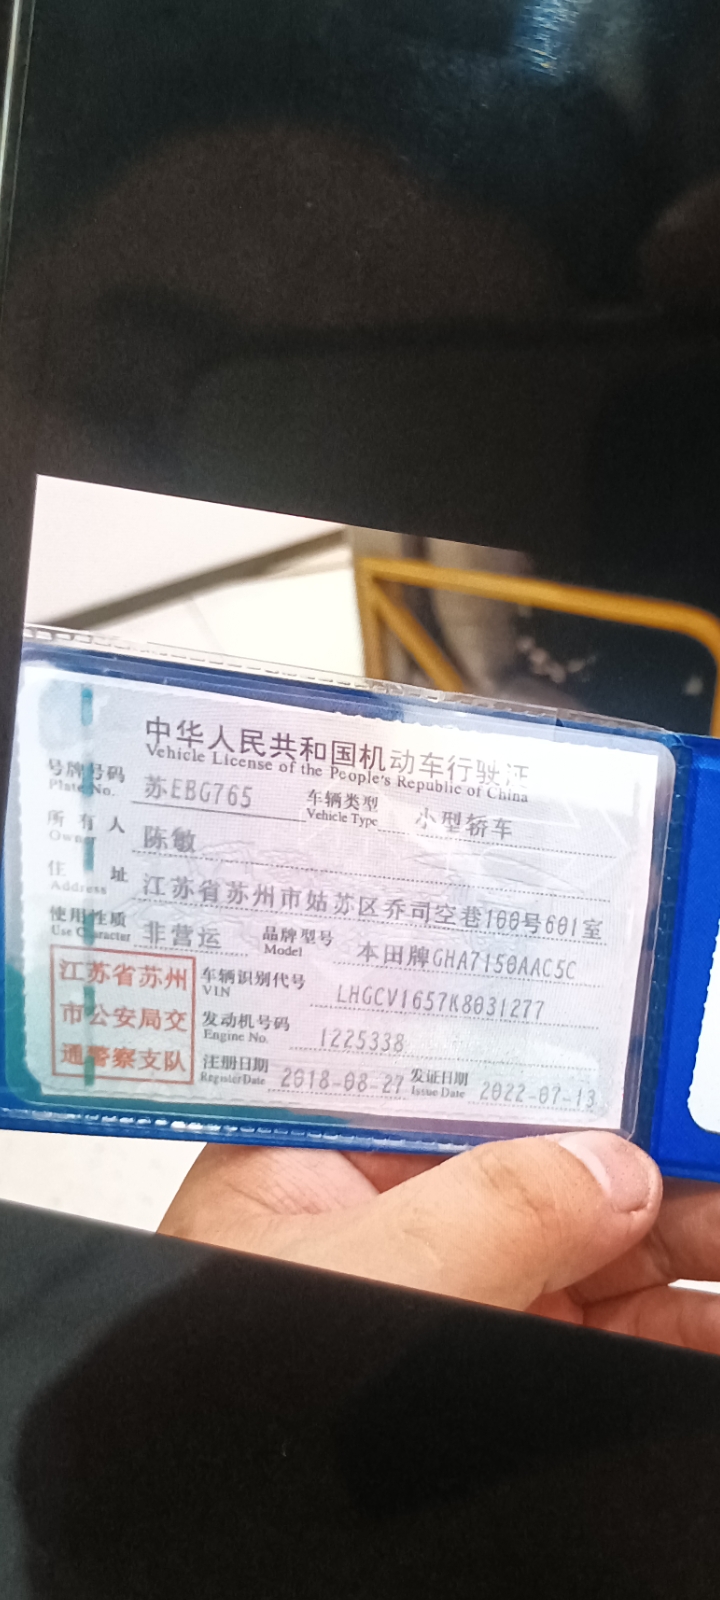 中华人民共和国机动车行驶证
Vehicle License of the People's Republic of China
号牌号码 苏EBG765 车辆类型 小型轿车
Plate No. Vehicle Type
所有人 陈敏
Owner
住址 江苏省苏州市姑苏区乔司空巷100号601室
Address
使用性质 非营运 品牌型号 本田牌GHA7150AAC5C
Use Character Model
江苏省苏州
市公安局交
通警察支队
车辆识别代号 LHGCV1657K8031277
VIN
发动机号码 1225338
Engine No.
注册日期 2018-08-27 发证日期 2022-07-13
Register Date Issue Date